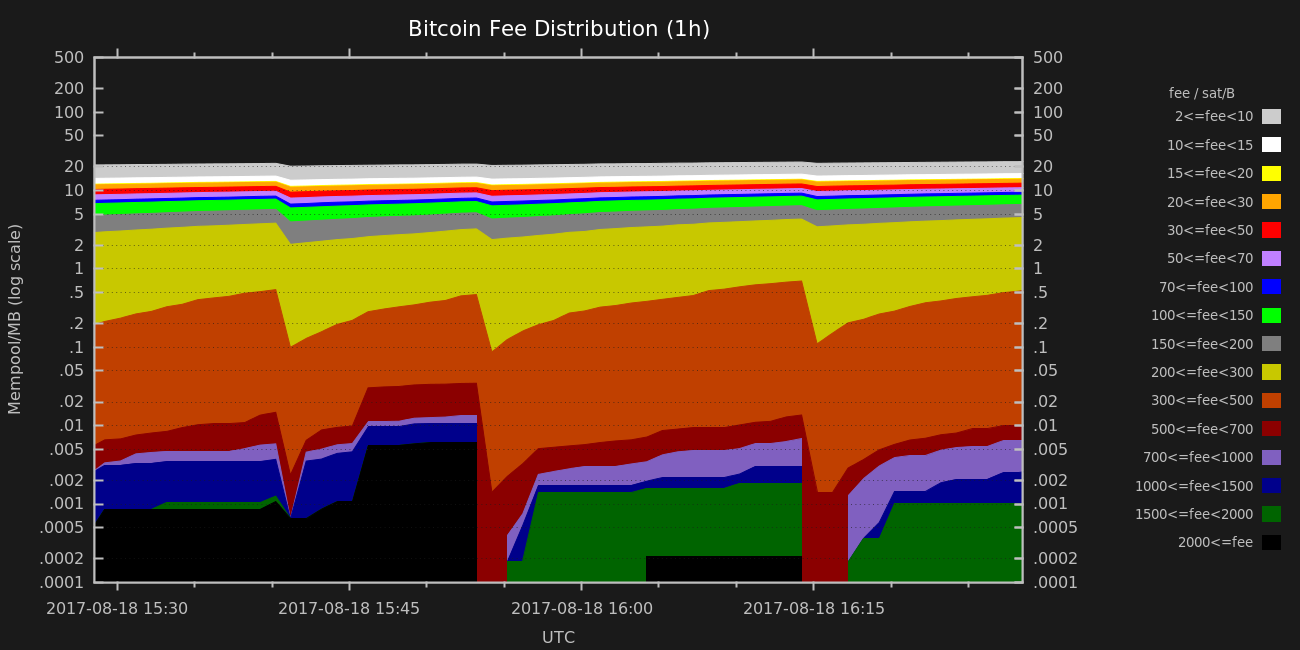 Bitcoin Fee Distribution (1h)
Mempool/MB (log scale)
500
200
100
50
20
10
5
2
1
.5
.2
.1
.05
.02
.01
.005
.002
.001
.0005
.0002
.0001
500
200
100
50
20
10
5
2
1
.5
.2
.1
.05
.02
.01
.005
.002
.001
.0005
.0002
.0001
2017-08-18 15:30
2017-08-18 15:45
2017-08-18 16:00
2017-08-18 16:15
UTC
fee / sat/B
2<=fee<10
10<=fee<15
15<=fee<20
20<=fee<30
30<=fee<50
50<=fee<70
70<=fee<100
100<=fee<150
150<=fee<200
200<=fee<300
300<=fee<500
500<=fee<700
700<=fee<1000
1000<=fee<1500
1500<=fee<2000
2000<=fee